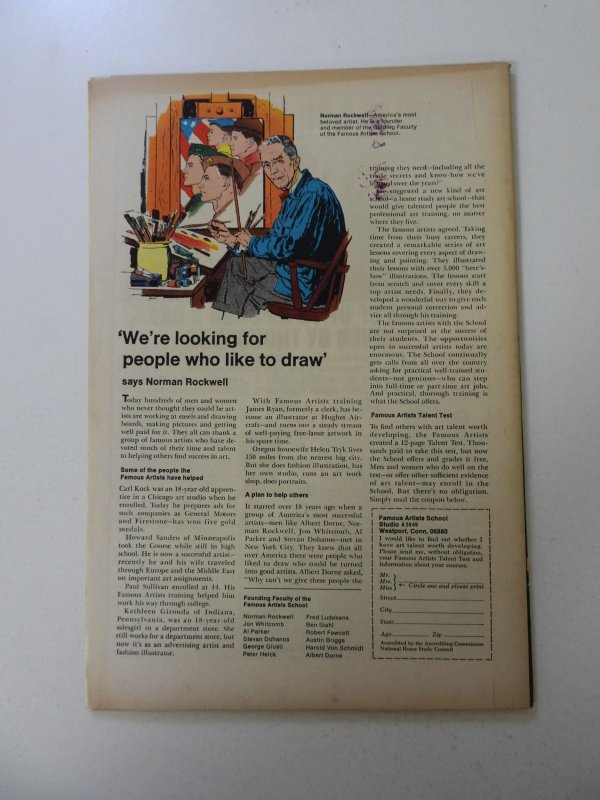 Norman Rockwell—America's most
beloved artist. He is a founder
and member of the Guiding Faculty
of the Famous Artists School.
'We're looking for
people who like to draw'
says Norman Rockwell
Today hundreds of men and women
who never thought they could be art-
ists are working at easels and drawing
boards, making pictures and getting
well paid for it. They all can thank a
group of famous artists who have de-
voted much of their time and talent
to helping others find success in art.
Some of the people the
Famous Artists have helped
Carl Kock was an 18-year-old appren-
tice in a Chicago art studio when he
enrolled. Today he prepares ads for
such companies as General Motors
and Firestone—has won five gold
medals.
Howard Sanden of Minneapolis
took the Course while still in high
school. He is now a successful artist—
recently he and his wife traveled
through Europe and the Middle East
on important art assignments.
Paul Sullivan enrolled at 14. His
Famous Artists training helped him
work his way through college.
Kathleen Gironda of Indiana,
Pennsylvania, was an 18-year-old
salesgirl in a department store. She
still works for a department store, but
now it's as an advertising artist and
fashion illustrator.
With Famous Artists training
James Ryan, formerly a clerk, has be-
come an illustrator at Hughes Air-
craft—and turns out a steady stream
of well-paying free-lance artwork in
his spare time.
Oregon housewife Helen Tryk lives
150 miles from the nearest big city.
But she does fashion illustration, has
her own studio, runs an art work
shop, does portraits.
A plan to help others
It started over 18 years ago when a
group of America's most successful
artists—men like Albert Dorne, Nor-
man Rockwell, Jon Whitcomb, Al
Parker and Stevan Dohanos—met in
New York City. They knew that all
over America there were people who
liked to draw who could be turned
into good artists. Albert Dorne asked,
"Why can't we give these people the
Founding Faculty of the
Famous Artists School
Norman Rockwell
Jon Whitcomb
Al Parker
Stevan Dohanos
George Giusti
Peter Helck
Fred Ludekens
Ben Stahl
Robert Fawcett
Austin Briggs
Harold Von Schmidt
Albert Dorne
training they need—including all the
trade secrets and know-how we've
learned over the years?"
He suggested a new kind of art
school—a home study art school—that
would give talented people the best
professional art training, no matter
where they live.
The famous artists agreed. Taking
time from their busy careers, they
created a remarkable series of art
lessons covering every aspect of draw-
ing and painting. They illustrated
their lessons with over 5,000 "here's
how" illustrations. The lessons start
from scratch and cover every skill a
top artist needs. Finally, they de-
veloped a wonderful way to give each
student personal correction and ad-
vice all through his training.
The famous artists with the School
are not surprised at the success of
their students. The opportunities
open to successful artists today are
enormous. The School continually
gets calls from all over the country
asking for practical well-trained stu-
dents—not geniuses—who can step
into full-time or part-time art jobs.
And practical, thorough training is
what the School offers.
Famous Artists Talent Test
To find others with art talent worth
developing, the Famous Artists
created a 12-page Talent Test. Thou-
sands paid to take this test, but now
the School offers and grades it free.
Men and women who do well on the
test—or offer other sufficient evidence
of art talent—may enroll in the
School. But there's no obligation.
Simply mail the coupon below.
Famous Artists School
Studio
Westport, Conn. 06880
I would like to find out whether I
have art talent worth developing.
Please send me, without obligation,
your Famous Artists Talent Test and
information about your courses.
Mr.
Mrs. Circle one and please print
Miss
Street
City
State
Age Zip
Accredited by the Accrediting Commission
National Home Study Council